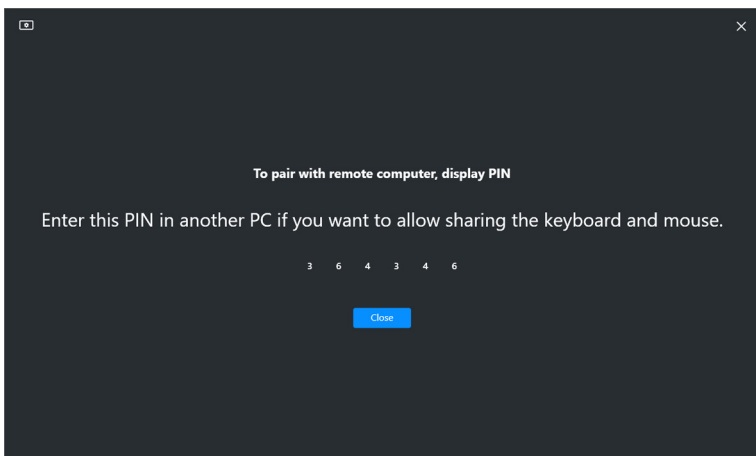 To pair with remote computer, display PIN
Enter this PIN in another PC if you want to allow sharing the keyboard and mouse.
3 6 4 3 4 6
Close